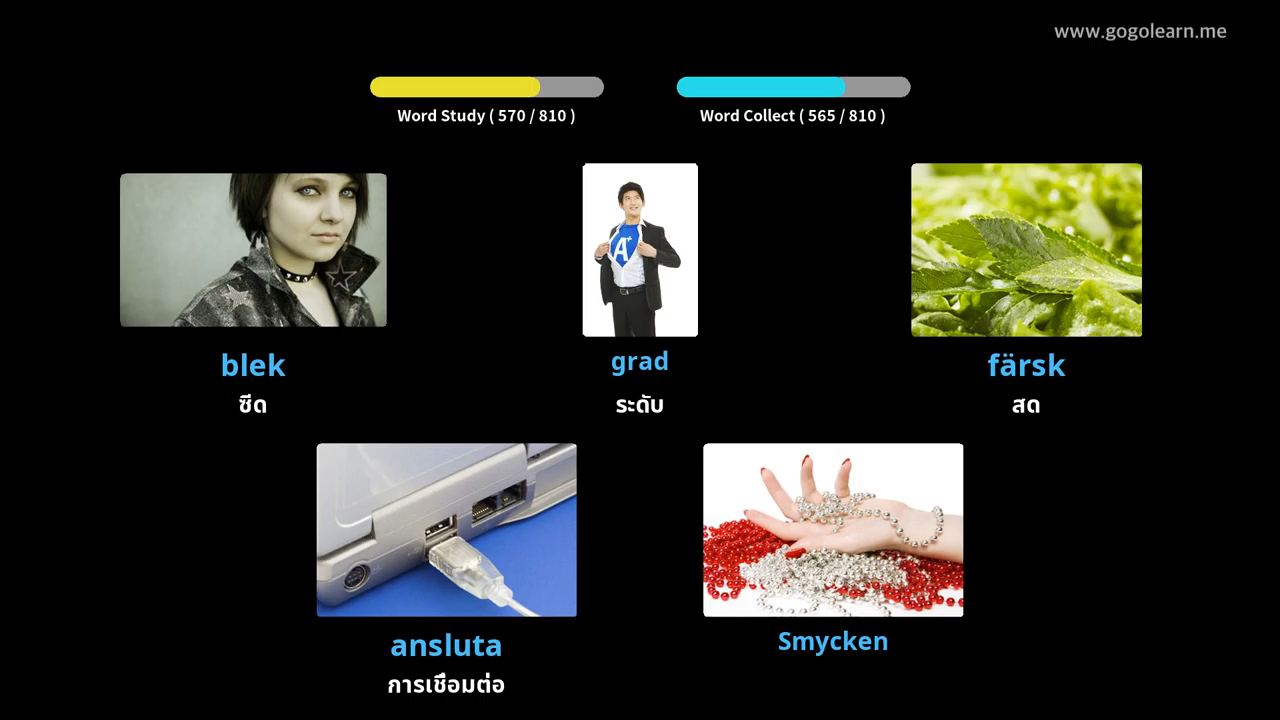 www.gogolearn.me
Word Study ( 570 / 810 )
Word Collect ( 565 / 810 )
A+
blek
ซีด
grad
ระดับ
färsk
สด
ansluta
การเชื่อมต่อ
Smycken